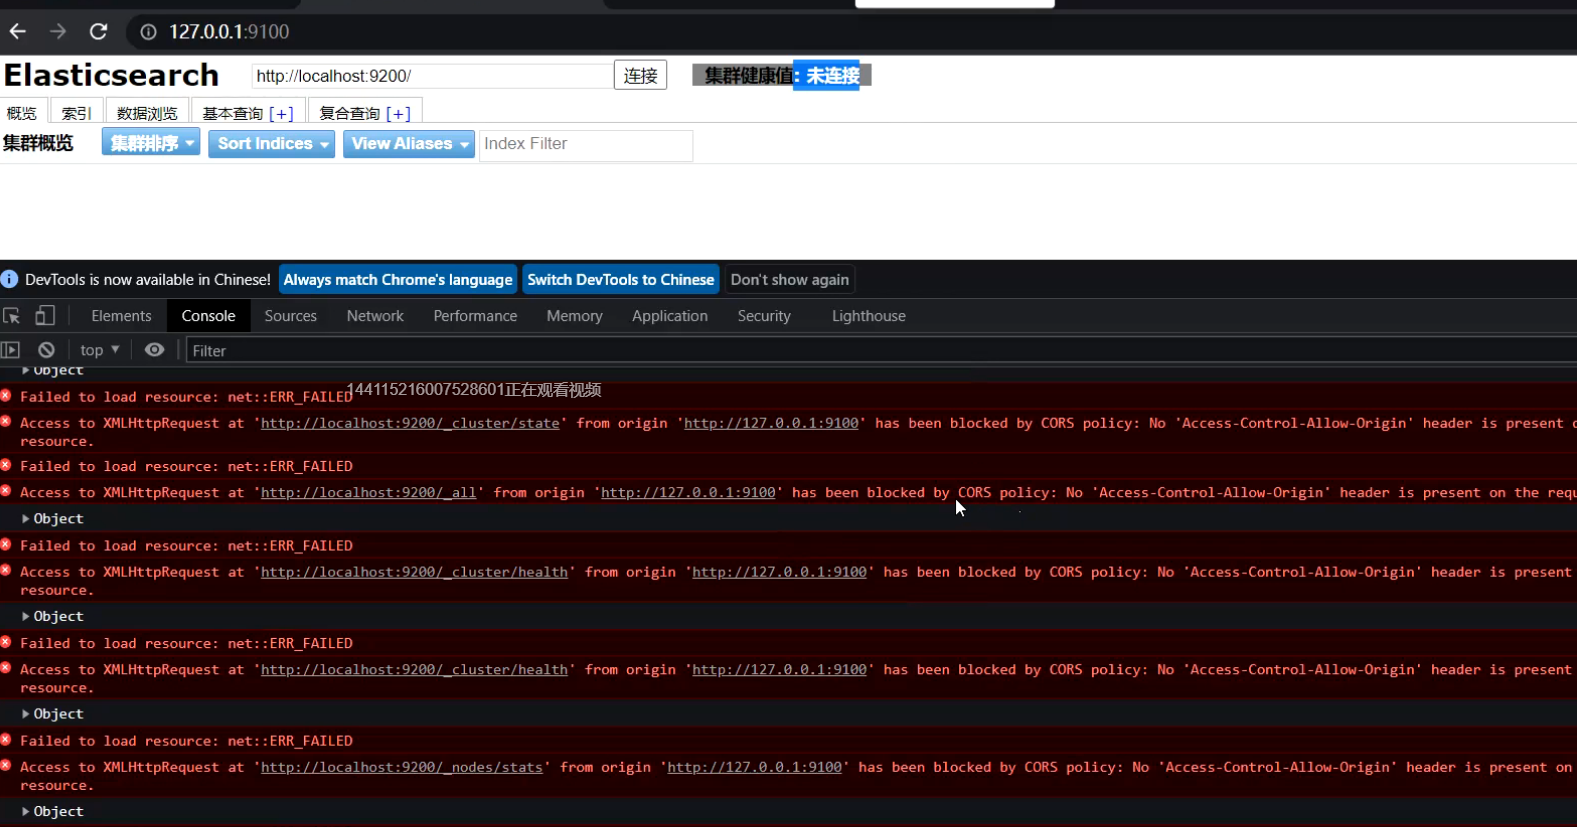 127.0.0.1:9100
Elasticsearch http://localhost:9200/ 连接 集群健康值: 未连接
概览 索引 数据浏览 基本查询 [+] 复合查询 [+]
集群概览 集群排序 Sort Indices View Aliases Index Filter
DevTools is now available in Chinese! Always match Chrome's language Switch DevTools to Chinese Don't show again
Elements Console Sources Network Performance Memory Application Security Lighthouse
top Filter
Object
144115216007528601正在观看视频
Failed to load resource: net::ERR_FAILED
Access to XMLHttpRequest at 'http://localhost:9200/_cluster/state' from origin 'http://127.0.0.1:9100' has been blocked by CORS policy: No 'Access-Control-Allow-Origin' header is present
resource.
Failed to load resource: net::ERR_FAILED
Access to XMLHttpRequest at 'http://localhost:9200/_all' from origin 'http://127.0.0.1:9100' has been blocked by CORS policy: No 'Access-Control-Allow-Origin' header is present on the requ
Object
Failed to load resource: net::ERR_FAILED
Access to XMLHttpRequest at 'http://localhost:9200/_cluster/health' from origin 'http://127.0.0.1:9100' has been blocked by CORS policy: No 'Access-Control-Allow-Origin' header is present
resource.
Object
Failed to load resource: net::ERR_FAILED
Access to XMLHttpRequest at 'http://localhost:9200/_cluster/health' from origin 'http://127.0.0.1:9100' has been blocked by CORS policy: No 'Access-Control-Allow-Origin' header is present
resource.
Object
Failed to load resource: net::ERR_FAILED
Access to XMLHttpRequest at 'http://localhost:9200/_nodes/stats' from origin 'http://127.0.0.1:9100' has been blocked by CORS policy: No 'Access-Control-Allow-Origin' header is present on
resource.
Object